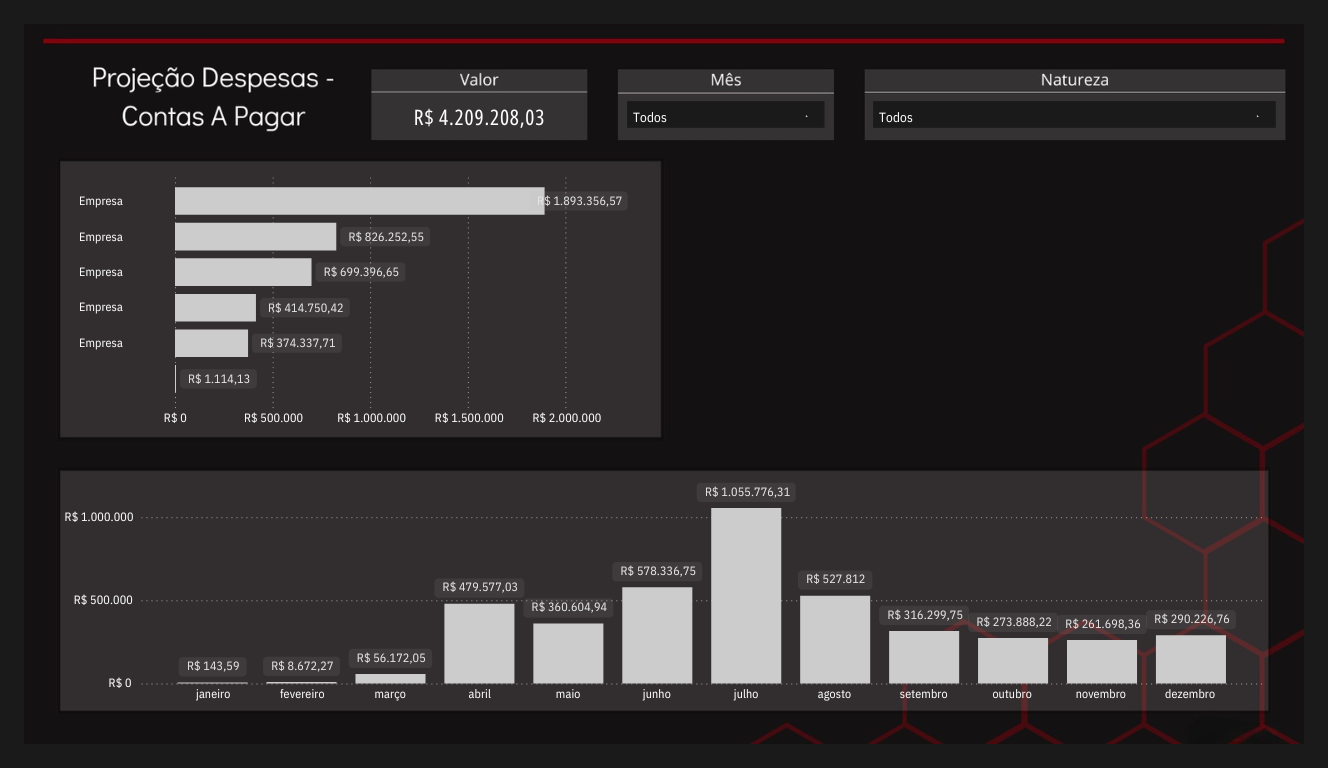 Projeção Despesas -
Contas A Pagar
Valor
R$ 4.209.208,03
Mês
Todos
Natureza
Todos
Empresa
R$ 1.893.356,57
Empresa
R$ 826.252,55
Empresa
R$ 699.396,65
Empresa
R$ 414.750,42
Empresa
R$ 374.337,71
R$ 1.114,13
R$ 0 R$ 500.000 R$ 1.000.000 R$ 1.500.000 R$ 2.000.000
R$ 1.000.000
R$ 500.000
R$ 0
R$ 143,59
R$ 8.672,27
R$ 56.172,05
R$ 479.577,03
R$ 360.604,94
R$ 578.336,75
R$ 1.055.776,31
R$ 527.812
R$ 316.299,75
R$ 273.888,22
R$ 261.698,36
R$ 290.226,76
janeiro fevereiro março abril maio junho julho agosto setembro outubro novembro dezembro